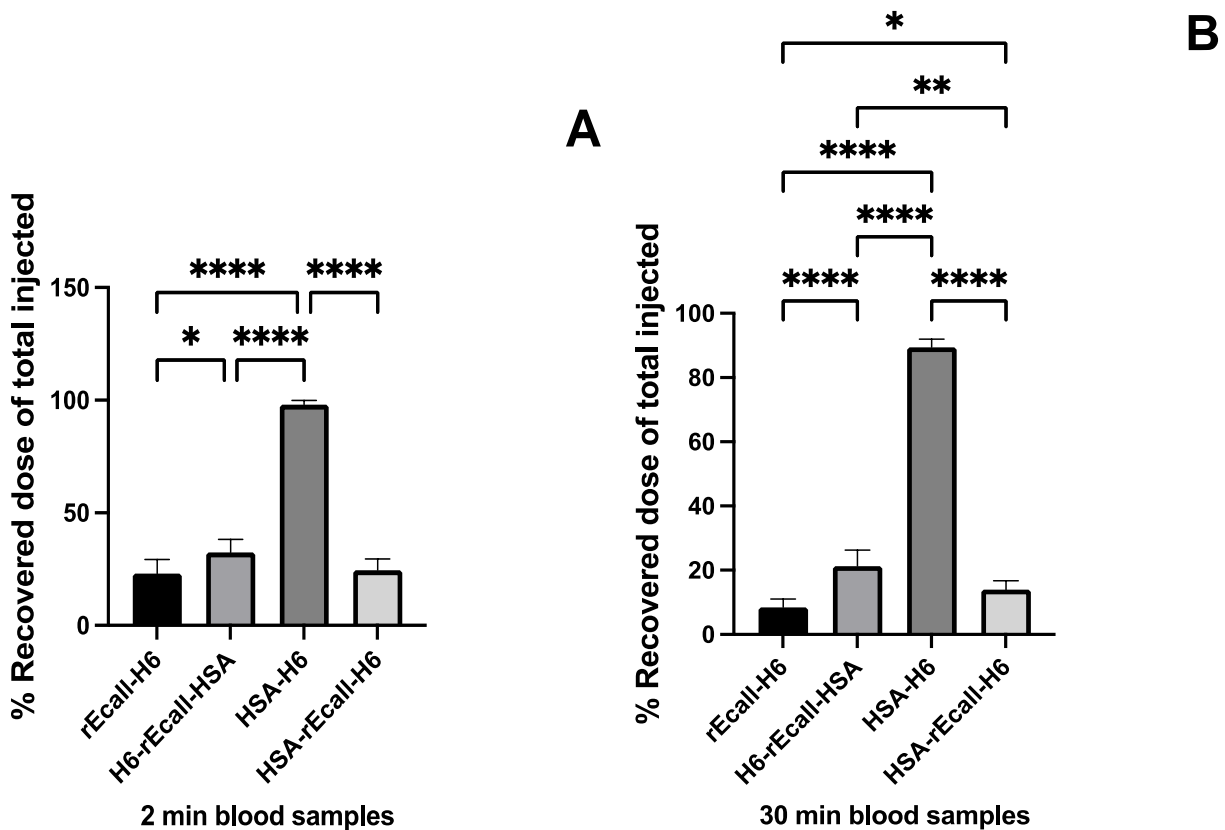 A
% Recovered dose of total injected
**** ****
* ****
150
100
50
0
rEcall-H6
H6-rEcall-HSA
HSA-H6
HSA-rEcall-H6
2 min blood samples
B
% Recovered dose of total injected
*
**
****
****
**** ****
100
80
60
40
20
0
rEcall-H6
H6-rEcall-HSA
HSA-H6
HSA-rEcall-H6
30 min blood samples